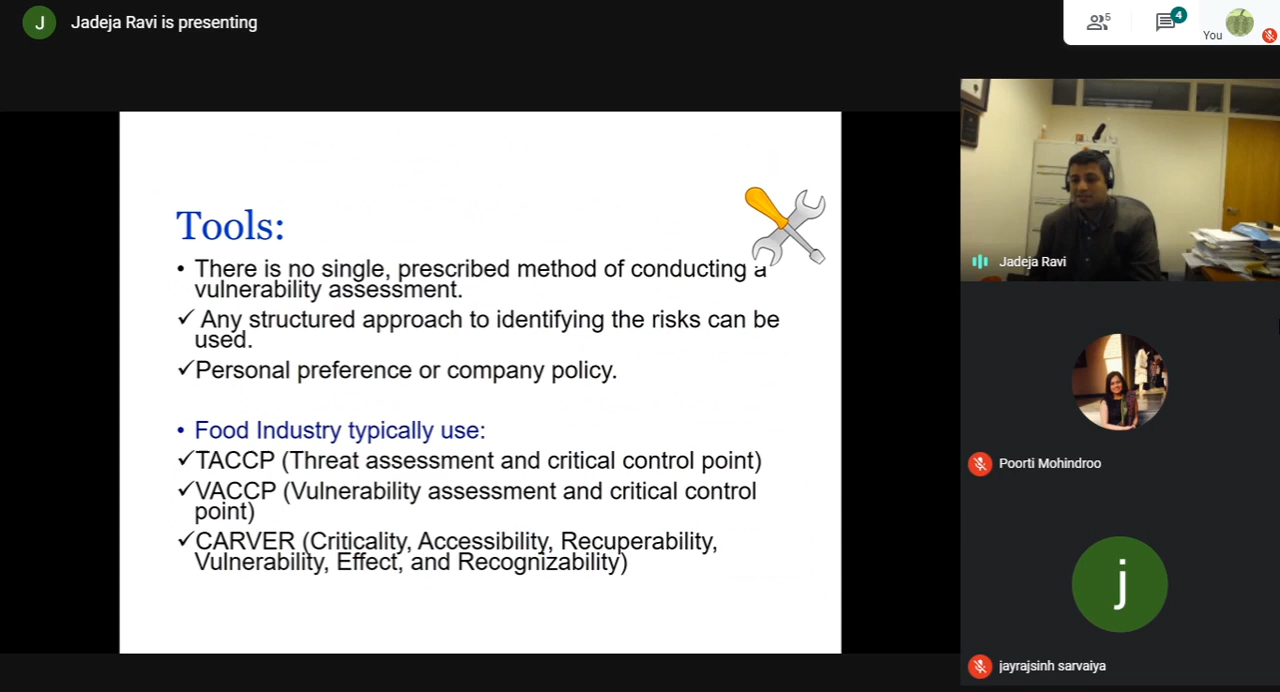 J
Jadeja Ravi is presenting
5
4
You
Tools:
• There is no single, prescribed method of conducting a
vulnerability assessment.
✓ Any structured approach to identifying the risks can be
used.
✓Personal preference or company policy.
• Food Industry typically use:
✓TACCP (Threat assessment and critical control point)
✓VACCP (Vulnerability assessment and critical control
point)
✓CARVER (Criticality, Accessibility, Recuperability,
Vulnerability, Effect, and Recognizability)
Jadeja Ravi
Poorti Mohindroo
j
jayrajsinh sarvaiya